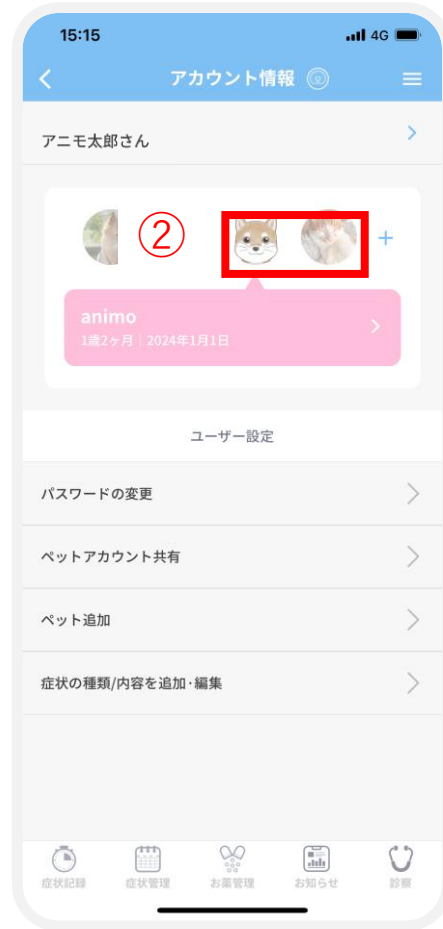 15:15
4G
アカウント情報
アニモ太郎さん
②
+
animo
1歳2ヶ月｜2024年1月1日
ユーザー設定
パスワードの変更
ペットアカウント共有
ペット追加
症状の種類/内容を追加・編集
症状記録 症状管理 お薬管理 お知らせ 診察